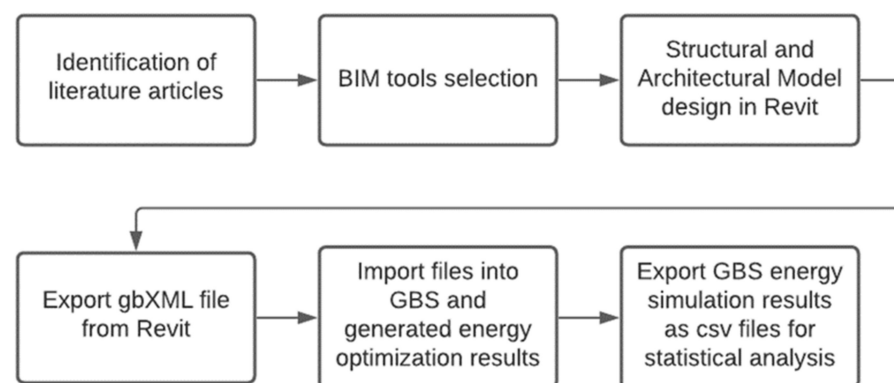 Identification of
literature articles
BIM tools selection
Structural and
Architectural Model
design in Revit
Export gbXML file
from Revit
Import files into
GBS and
generated energy
optimization results
Export GBS energy
simulation results
as csv files for
statistical analysis